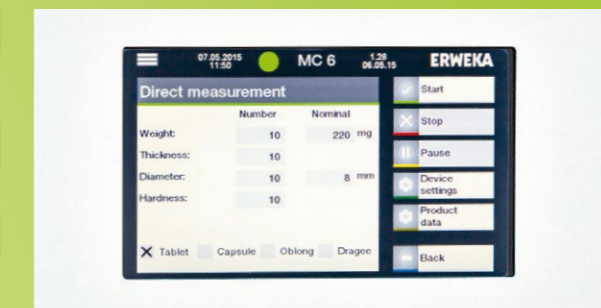 07.05.2015
11:50
MC 6
1.28
06.05.15
ERWEKA
Direct measurement
Number Nominal
Weight: 10 220 mg
Thickness: 10
Diameter: 10 8 mm
Hardness: 10
X Tablet Capsule Oblong Dragee
Start
Stop
Pause
Device
settings
Product
data
Back